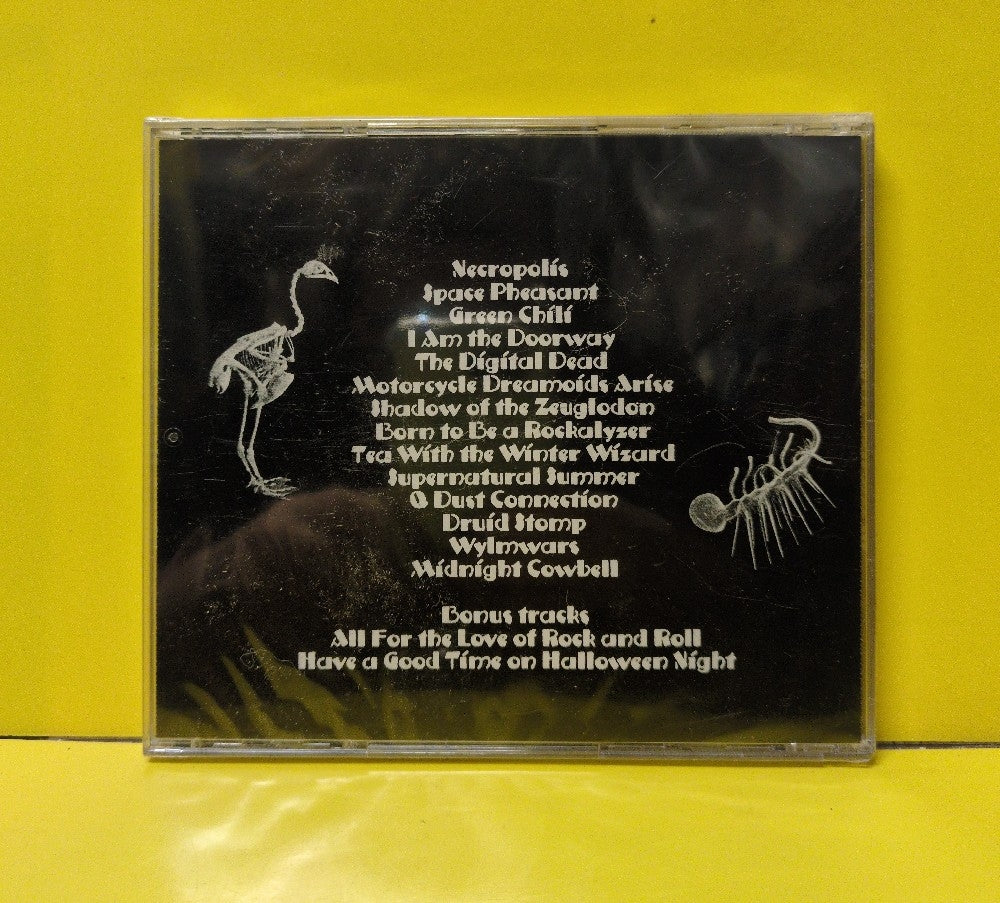 Necropolis
Space Pheasant
Green Chili
I Am the Doorway
The Digital Dead
Motorcycle Dreamoids Arise
Shadow of the Zeuglodon
Born to Be a Rockalyzer
Tea With the Winter Wizard
Supernatural Summer
Q Dust Connection
Druid Stomp
Wylmwars
Midnight Cowbell
Bonus tracks
All For the Love of Rock and Roll
Have a Good Time on Halloween Night